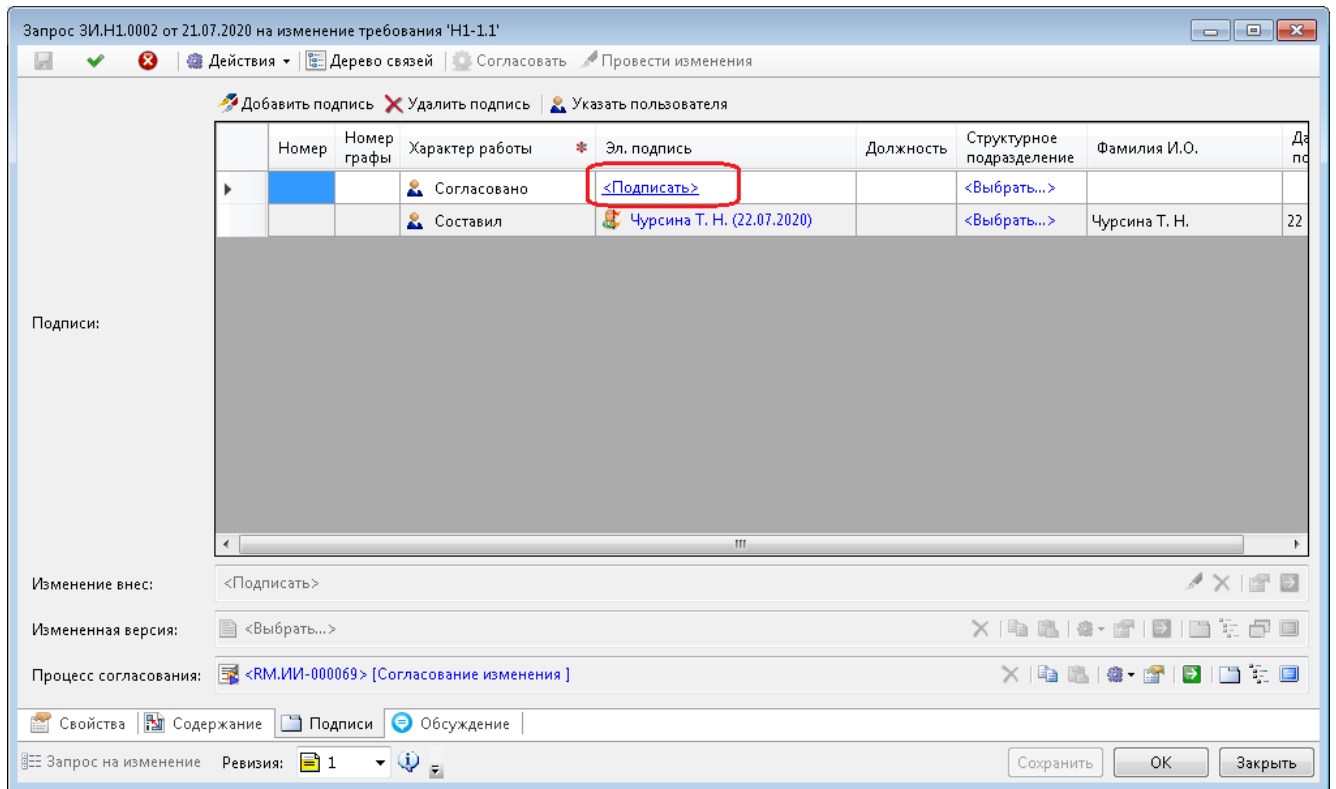 Запрос ЗИ.Н1.0002 от 21.07.2020 на изменение требования 'Н1-1.1'
Действия Дерево связей Согласовать Провести изменения
Добавить подпись Удалить подпись Указать пользователя
Номер Номер графы Характер работы * Эл. подпись Должность Структурное подразделение Фамилия И.О. Да по
Согласовано <Подписать> <Выбрать...>
Составил Чурсина Т. Н. (22.07.2020) <Выбрать...> Чурсина Т. Н. 22
Подписи:
Изменение внес: <Подписать>
Измененная версия: <Выбрать...>
Процесс согласования: <RM.ИИ-000069> [Согласование изменения ]
Свойства Содержание Подписи Обсуждение
Запрос на изменение Ревизия: 1 Сохранить ОК Закрыть